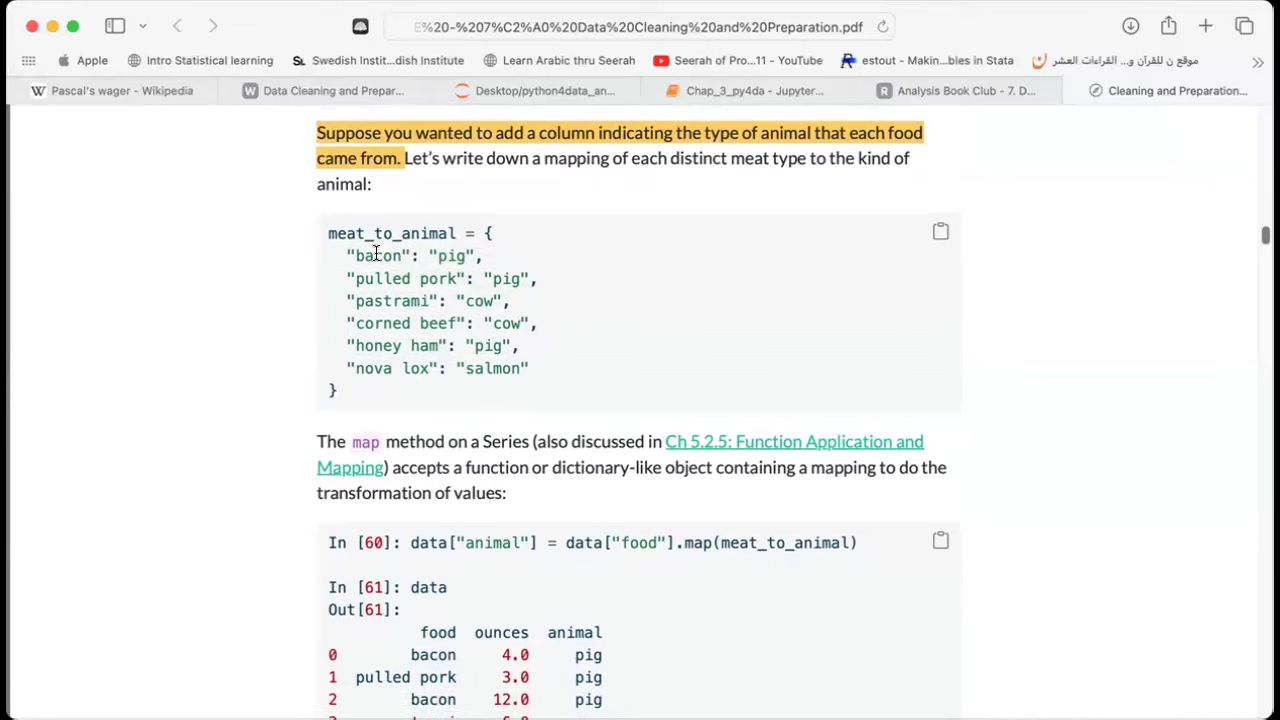 E%20-%207%C2%A0%20Data%20Cleaning%20and%20Preparation.pdf
Apple
Intro Statistical learning
SL Swedish Instit...dish Institute
Learn Arabic thru Seerah
Seerah of Pro...11 - YouTube
estout - Makin...bles in Stata
موقع ن للقرآن و... القراءات العشر
W Pascal's wager - Wikipedia
W Data Cleaning and Prepar...
Desktop/python4data_an...
Chap_3_py4da - Jupyter...
R Analysis Book Club - 7. D...
Cleaning and Preparation...
Suppose you wanted to add a column indicating the type of animal that each food
came from. Let's write down a mapping of each distinct meat type to the kind of
animal:
meat_to_animal = {
"bacon": "pig",
"pulled pork": "pig",
"pastrami": "cow",
"corned beef": "cow",
"honey ham": "pig",
"nova lox": "salmon"
}
The map method on a Series (also discussed in Ch 5.2.5: Function Application and
Mapping) accepts a function or dictionary-like object containing a mapping to do the
transformation of values:
In [60]: data["animal"] = data["food"].map(meat_to_animal)
In [61]: data
Out[61]:
food ounces animal
0 bacon 4.0 pig
1 pulled pork 3.0 pig
2 bacon 12.0 pig